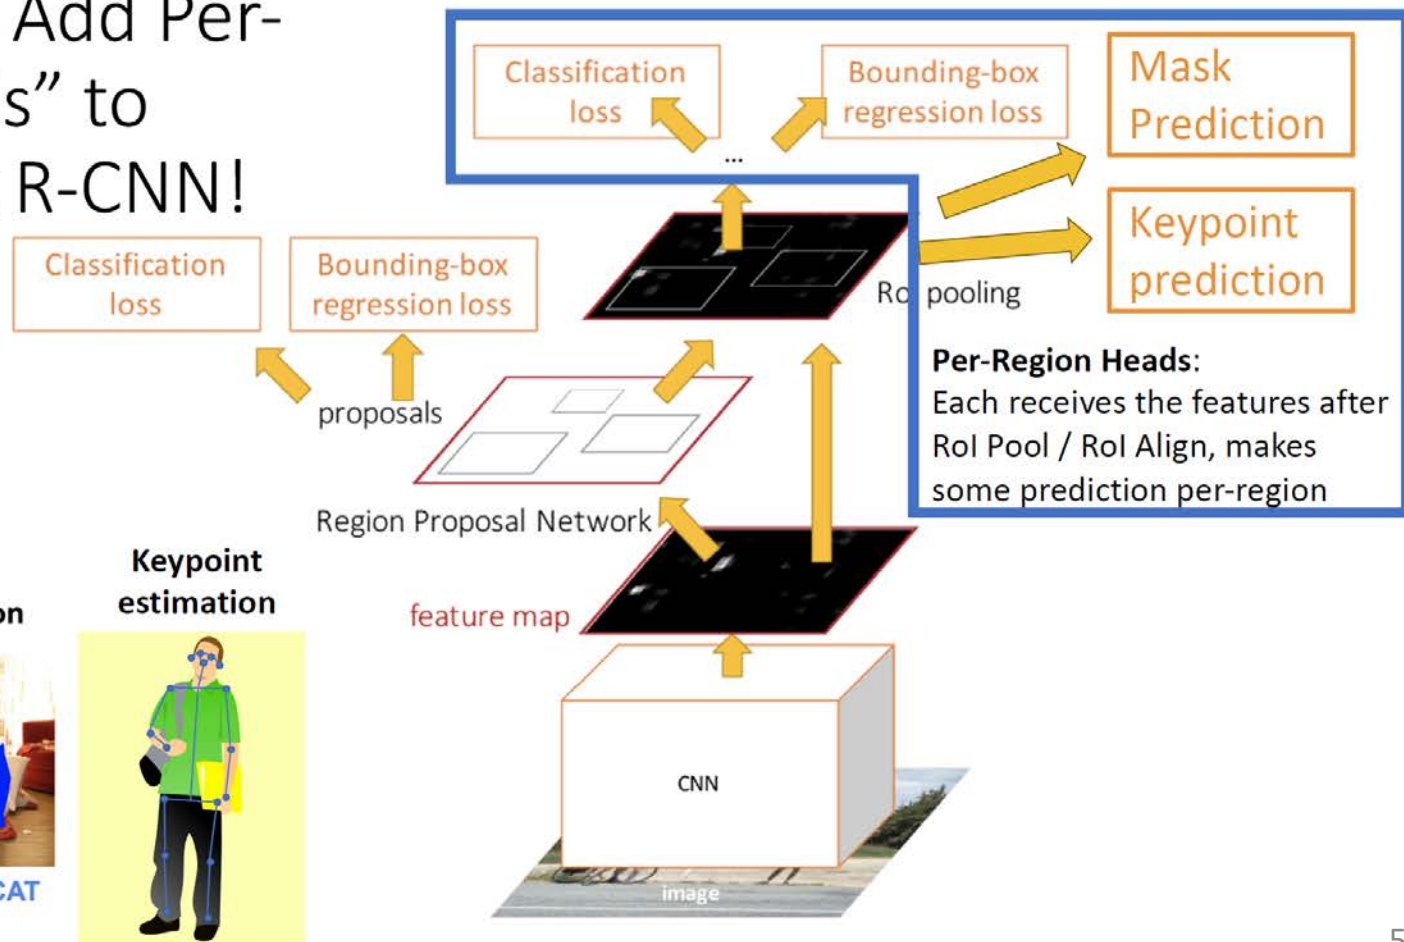 Add Per-
s” to
R-CNN!
Classification
loss
Bounding-box
regression loss
Mask
Prediction
...
Keypoint
prediction
Classification
loss
Bounding-box
regression loss
RoI pooling
Per-Region Heads:
Each receives the features after
RoI Pool / RoI Align, makes
some prediction per-region
proposals
Region Proposal Network
Keypoint
estimation
on
feature map
CNN
CAT
image
5